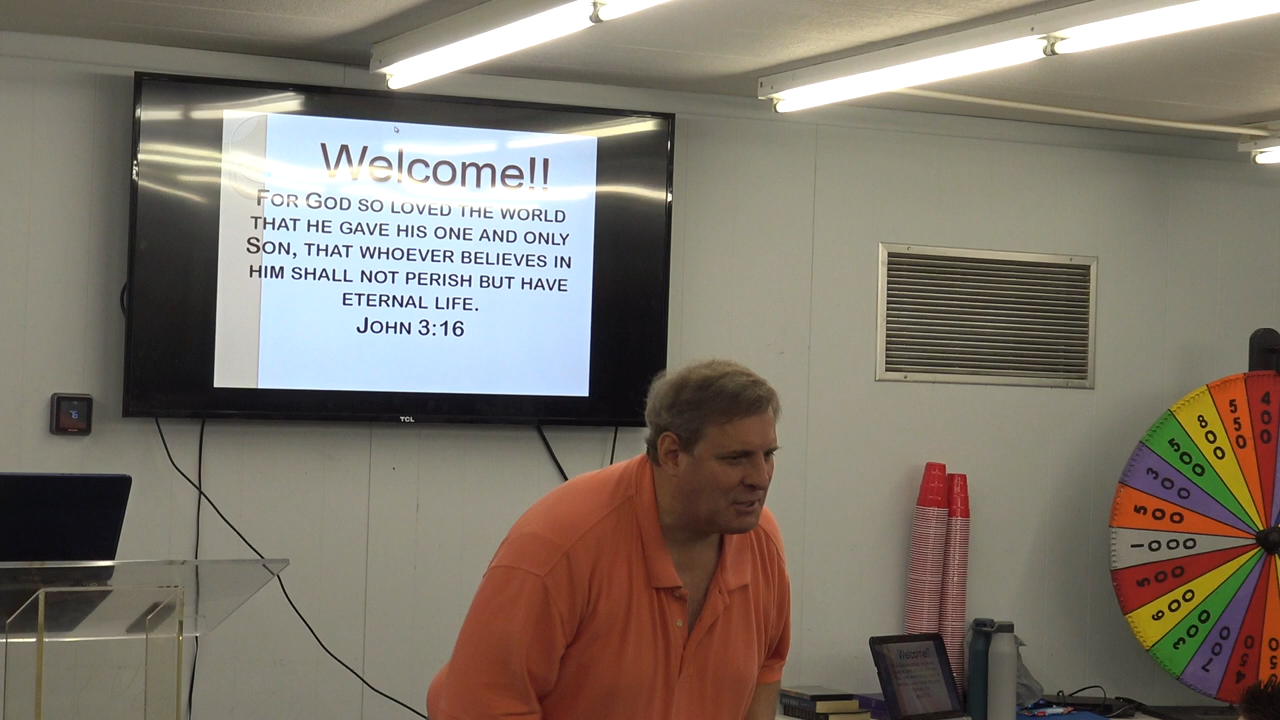 Welcome!!
FOR GOD SO LOVED THE WORLD
THAT HE GAVE HIS ONE AND ONLY
SON, THAT WHOEVER BELIEVES IN
HIM SHALL NOT PERISH BUT HAVE
ETERNAL LIFE.
JOHN 3:16
TCL
400
550
800
500
300
500
1000
500
600
300
700
450
Welcome!!